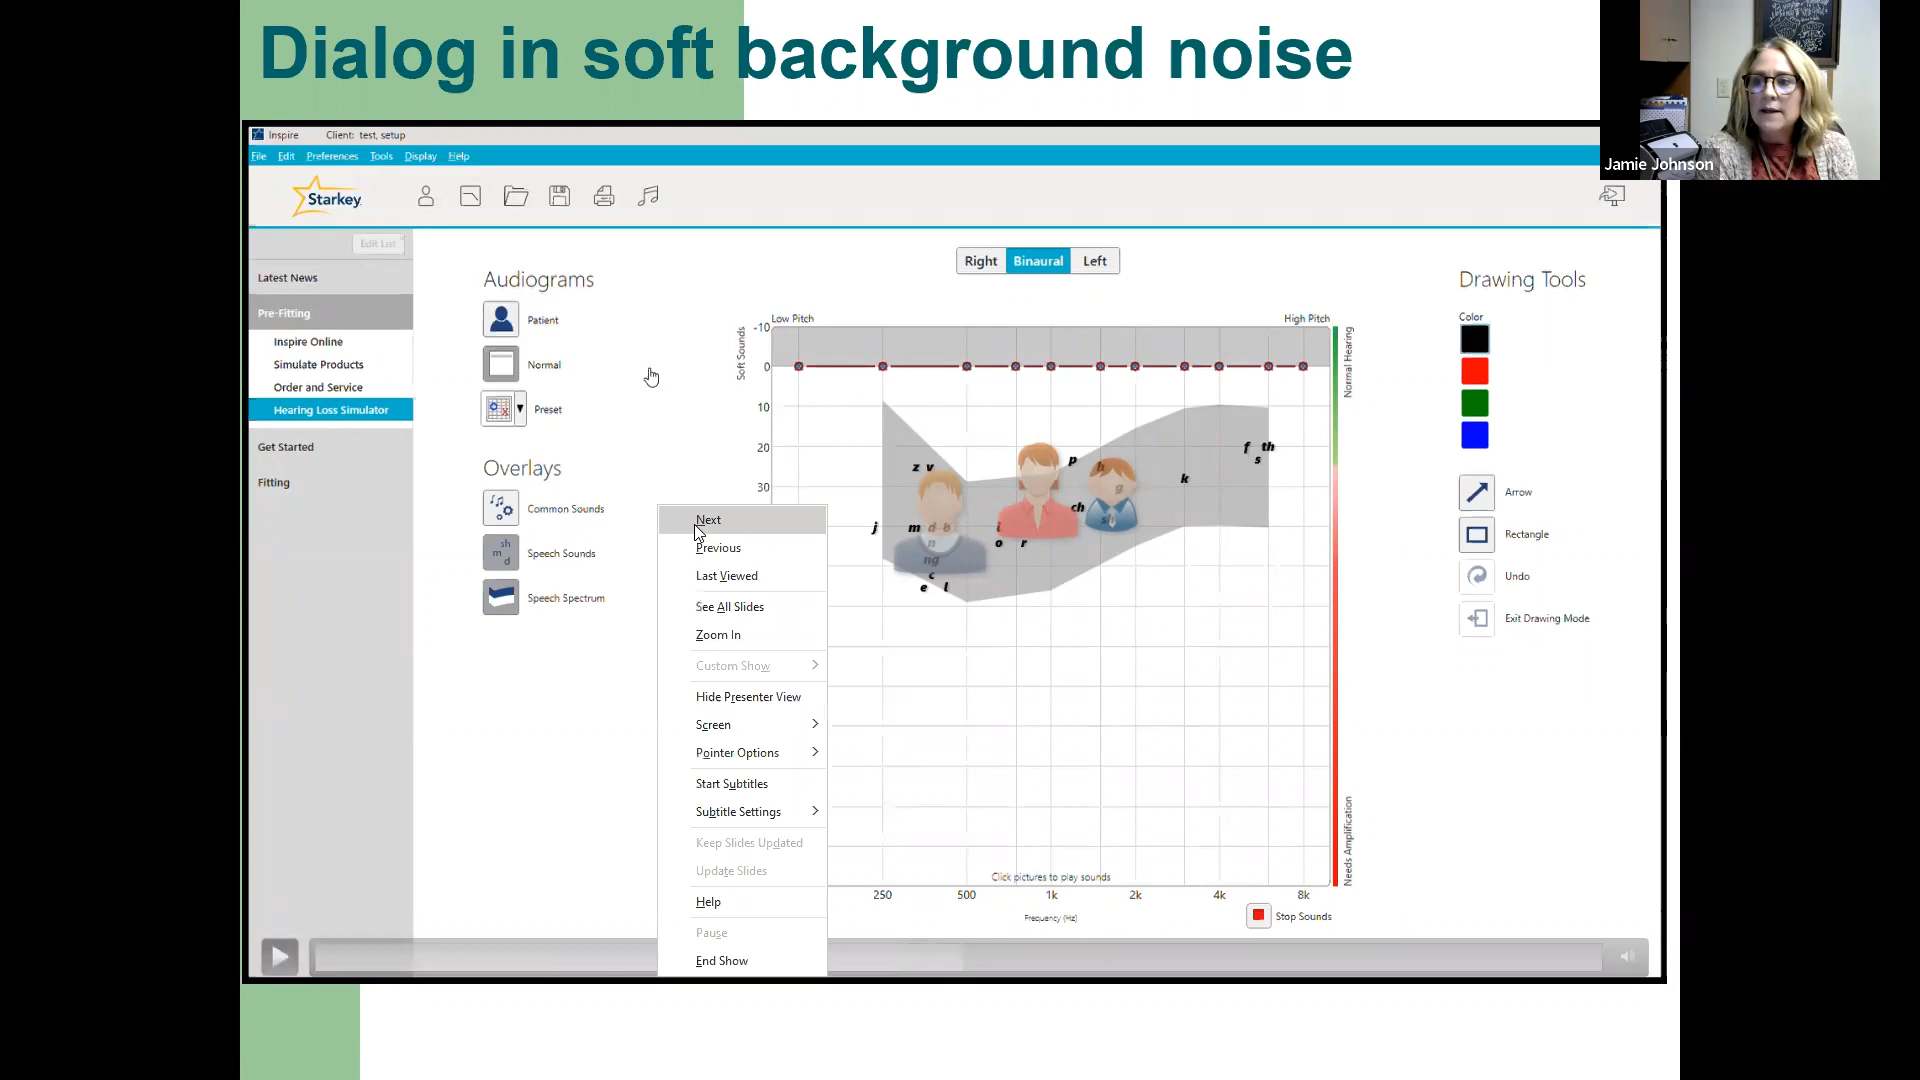 Dialog in soft background noise
Jamie Johnson
Inspire Client: test, setup
File Edit Preferences Tools Display Help
Starkey
Edit List
Latest News
Pre-Fitting
Inspire Online
Simulate Products
Order and Service
Hearing Loss Simulator
Get Started
Fitting
Audiograms
Patient
Normal
Preset
Overlays
Common Sounds
sh
m
d
Speech Sounds
Speech Spectrum
Right Binaural Left
Low Pitch High Pitch
Soft Sounds
Normal Hearing
Needs Amplification
-10
0
10
20
30
z v
p h
g
f th
s
k
ch
sh
j m d b
i
n
o r
ng
c
e l
250 500 1k 2k 4k 8k
Click pictures to play sounds
Frequency (Hz)
Stop Sounds
Next
Previous
Last Viewed
See All Slides
Zoom In
Custom Show
Hide Presenter View
Screen
Pointer Options
Start Subtitles
Subtitle Settings
Keep Slides Updated
Update Slides
Help
Pause
End Show
Drawing Tools
Color
Arrow
Rectangle
Undo
Exit Drawing Mode